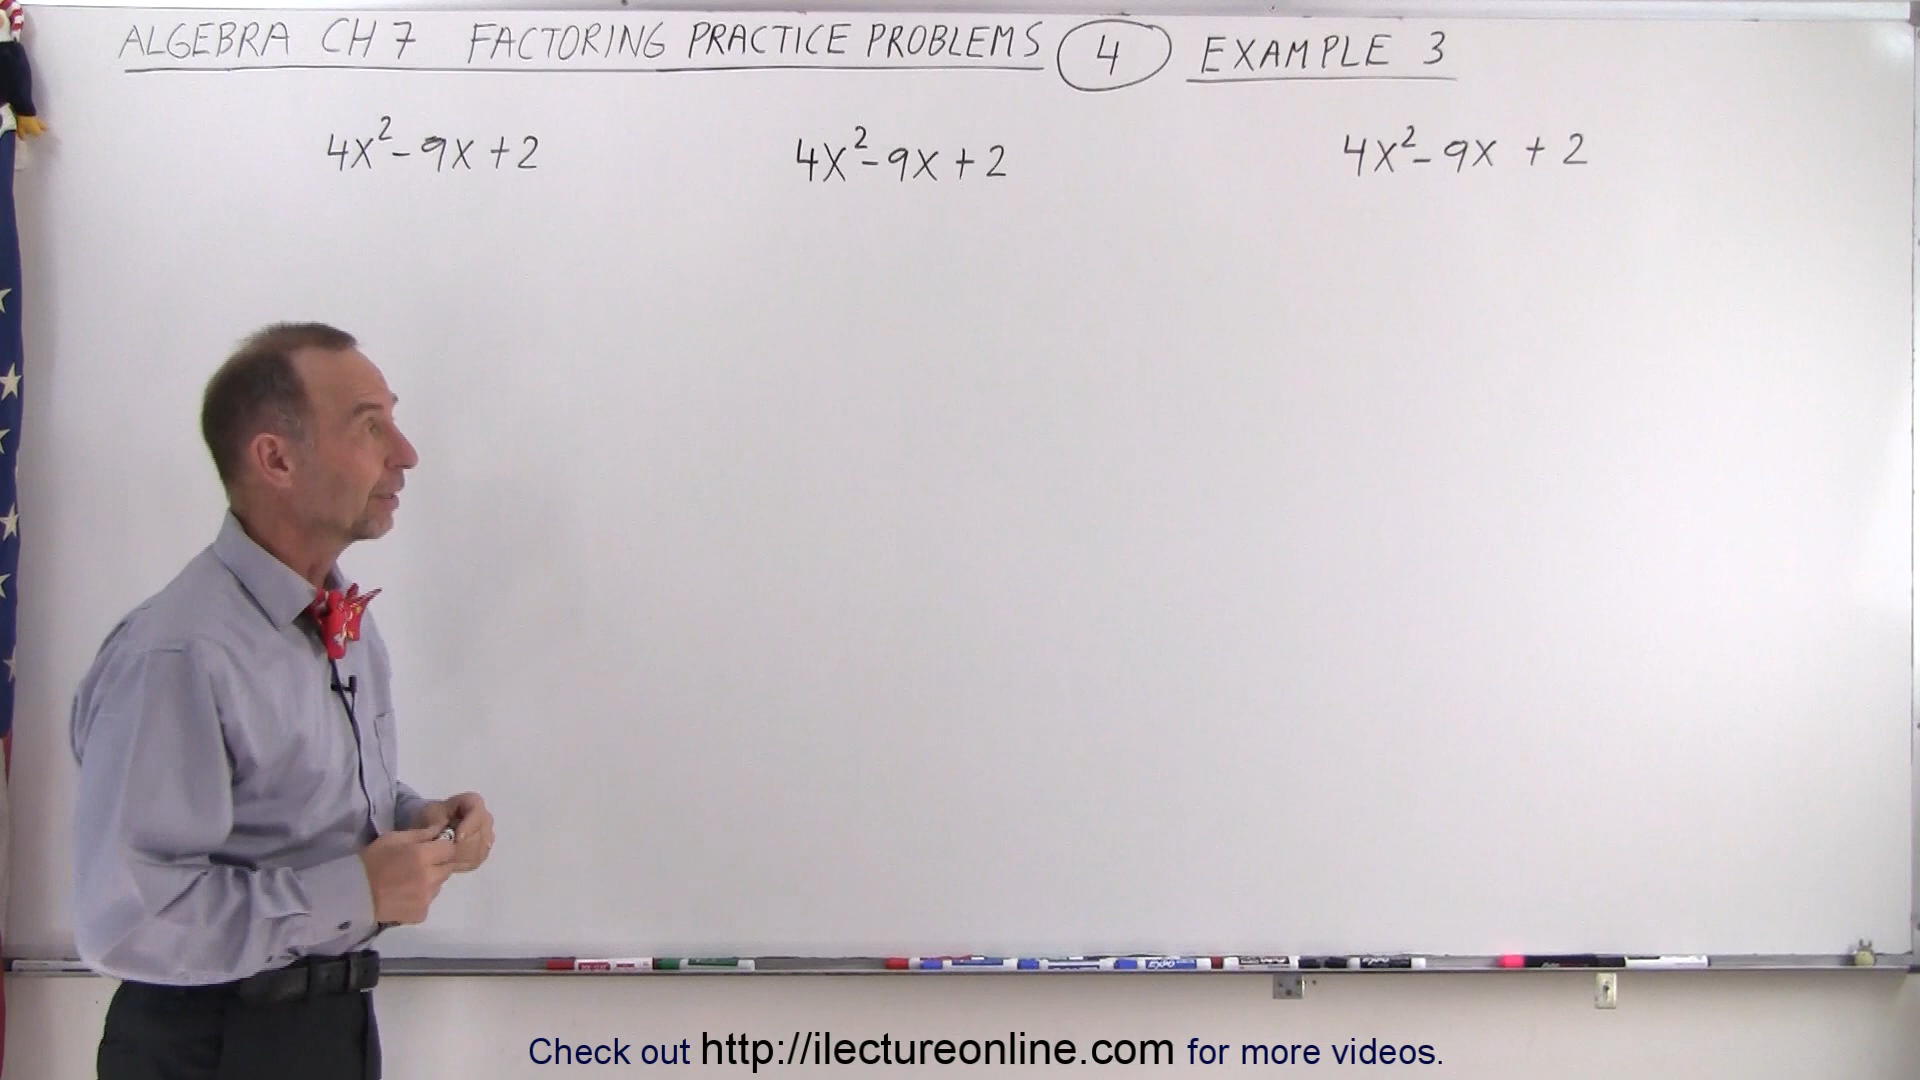 ALGEBRA CH 7 FACTORING PRACTICE PROBLEMS 4 EXAMPLE 3
4x²-9x+2 4x²-9x+2 4x²-9x+2
EXPO
Check out http://ilectureonline.com for more videos.